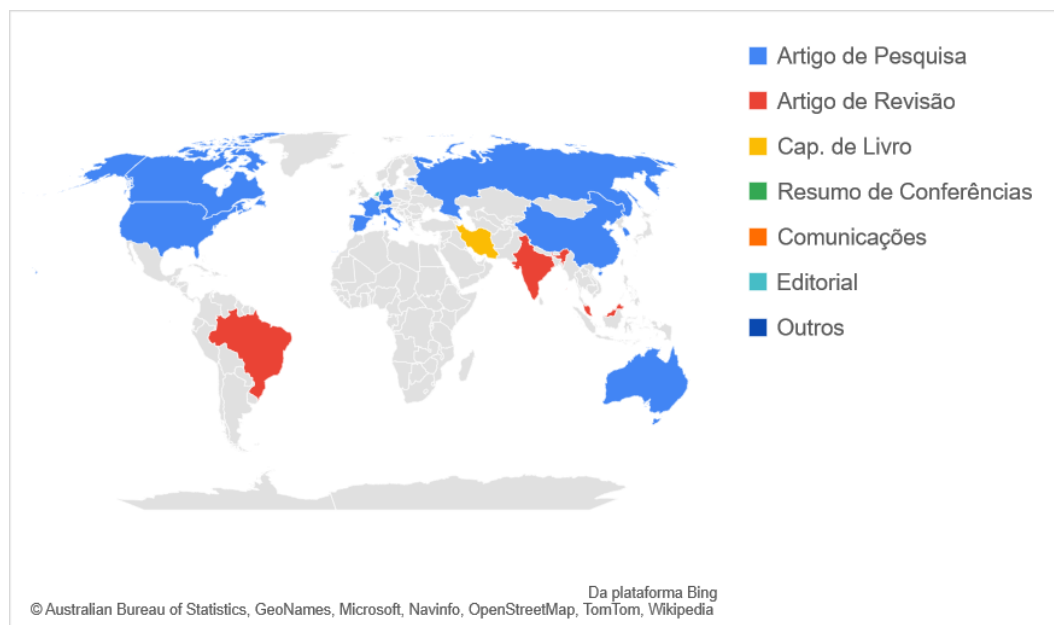 Artigo de Pesquisa
Artigo de Revisão
Cap. de Livro
Resumo de Conferências
Comunicações
Editorial
Outros
Da plataforma Bing
© Australian Bureau of Statistics, GeoNames, Microsoft, Navinfo, OpenStreetMap, TomTom, Wikipedia